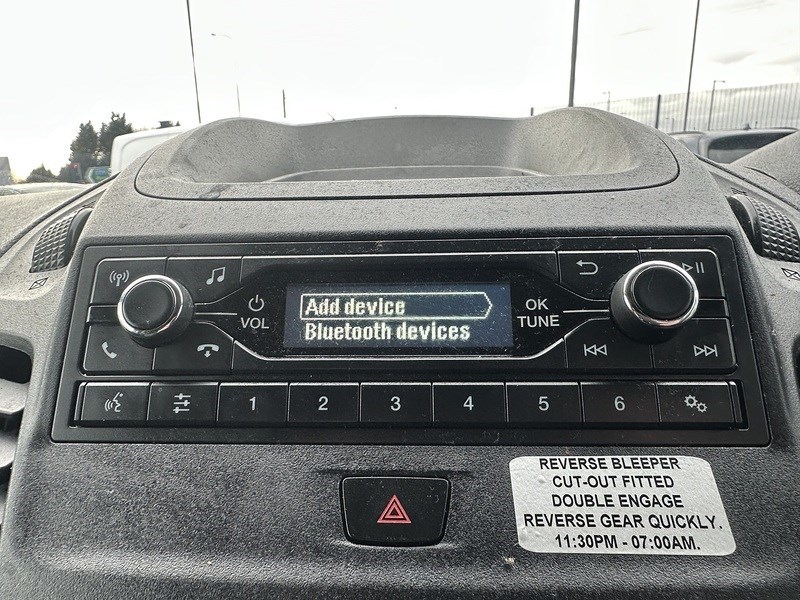 Add device
Bluetooth devices
VOL
OK
TUNE
1 2 3 4 5 6
REVERSE BLEEPER
CUT-OUT FITTED
DOUBLE ENGAGE
REVERSE GEAR QUICKLY.
11:30PM - 07:00AM.